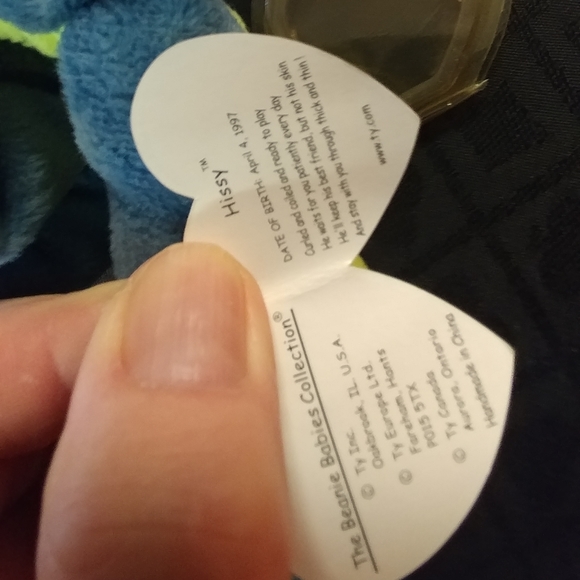 Hissy™
DATE OF BIRTH: April 4, 1997
Curled and coiled and ready to play
He waits for you patiently every day
He'll keep his best friend, but not his skin
And stay with you through thick and thin!
www.ty.com
The Beanie Babies Collection®
© Ty Inc.
Oakbrook, IL. U.S.A.
© Ty Europe Ltd.
Fareham, Hants
PO15 5TX
© Ty Canada
Aurora, Ontario
Handmade in China